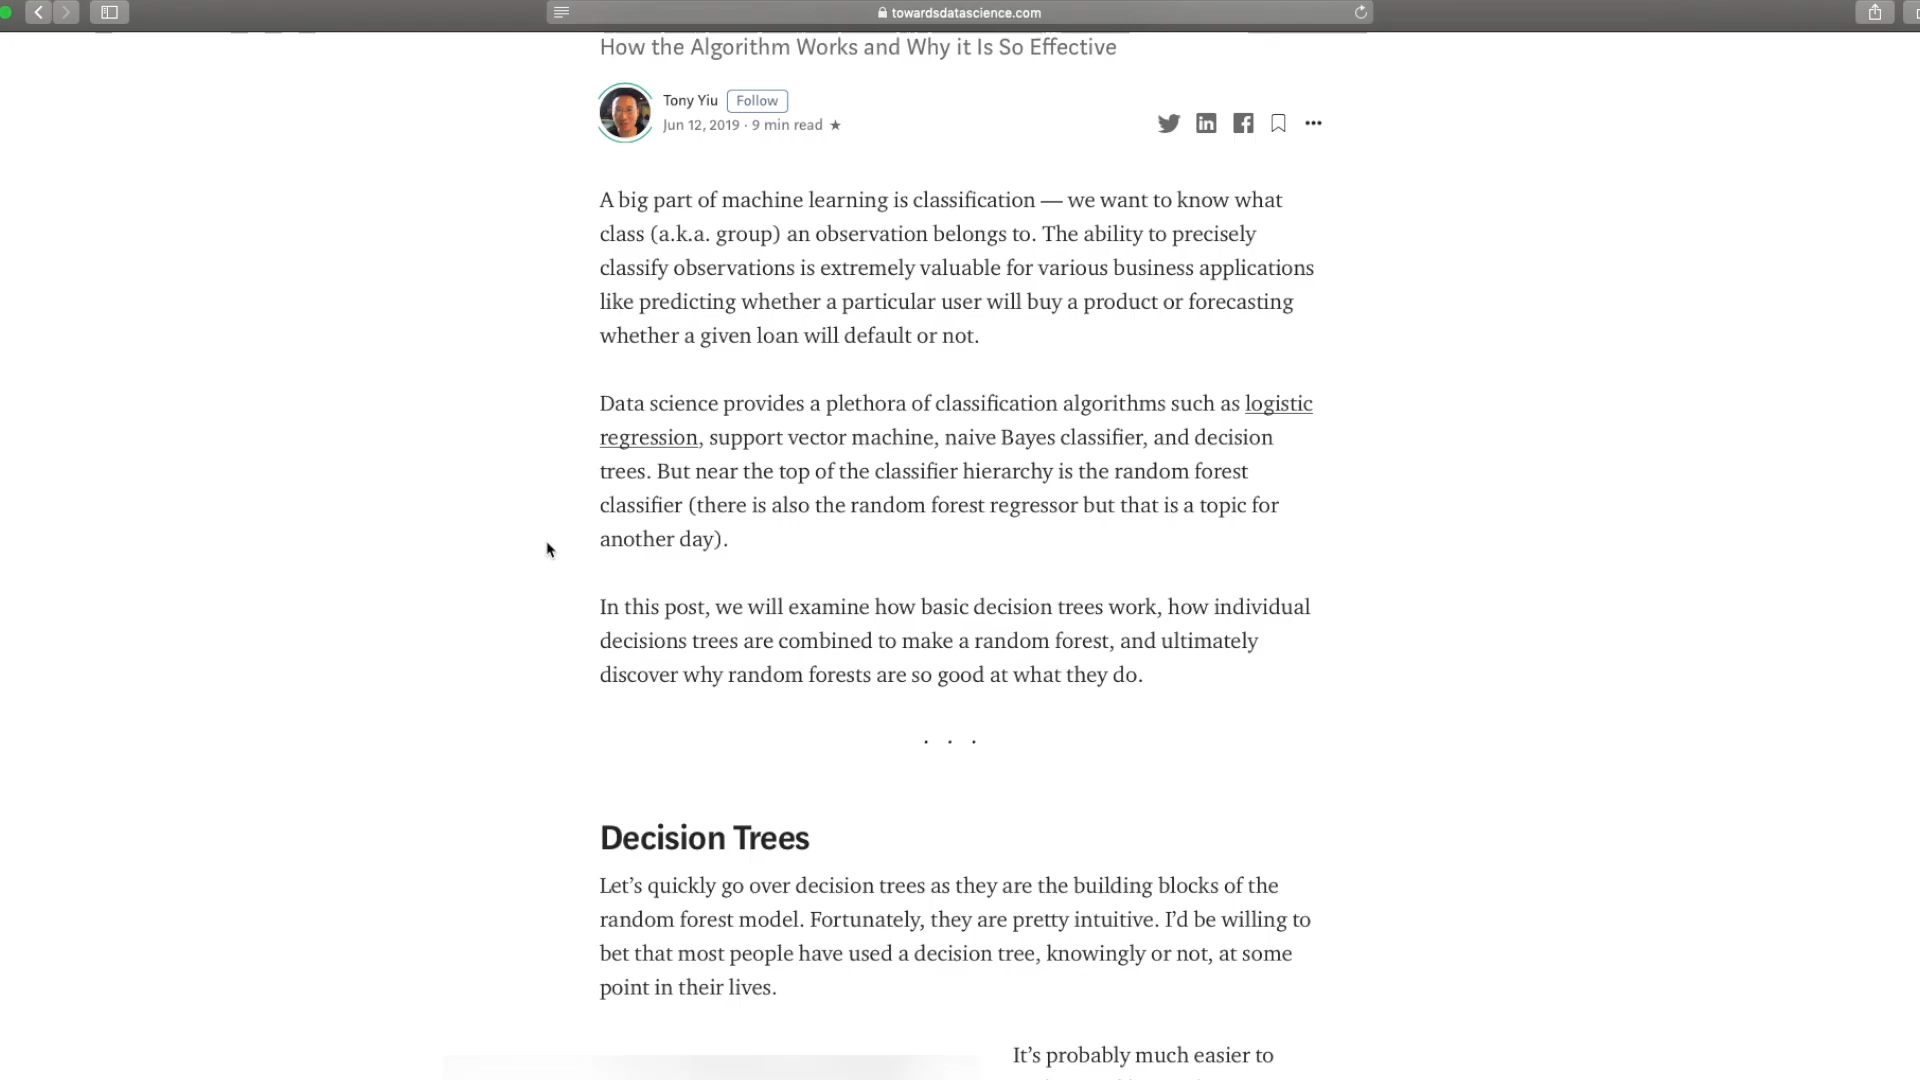 towardsdatascience.com
How the Algorithm Works and Why it Is So Effective
Tony Yiu Follow
Jun 12, 2019 · 9 min read ★
A big part of machine learning is classification — we want to know what
class (a.k.a. group) an observation belongs to. The ability to precisely
classify observations is extremely valuable for various business applications
like predicting whether a particular user will buy a product or forecasting
whether a given loan will default or not.
Data science provides a plethora of classification algorithms such as logistic
regression, support vector machine, naive Bayes classifier, and decision
trees. But near the top of the classifier hierarchy is the random forest
classifier (there is also the random forest regressor but that is a topic for
another day).
In this post, we will examine how basic decision trees work, how individual
decisions trees are combined to make a random forest, and ultimately
discover why random forests are so good at what they do.
. . .
Decision Trees
Let’s quickly go over decision trees as they are the building blocks of the
random forest model. Fortunately, they are pretty intuitive. I’d be willing to
bet that most people have used a decision tree, knowingly or not, at some
point in their lives.
It’s probably much easier to